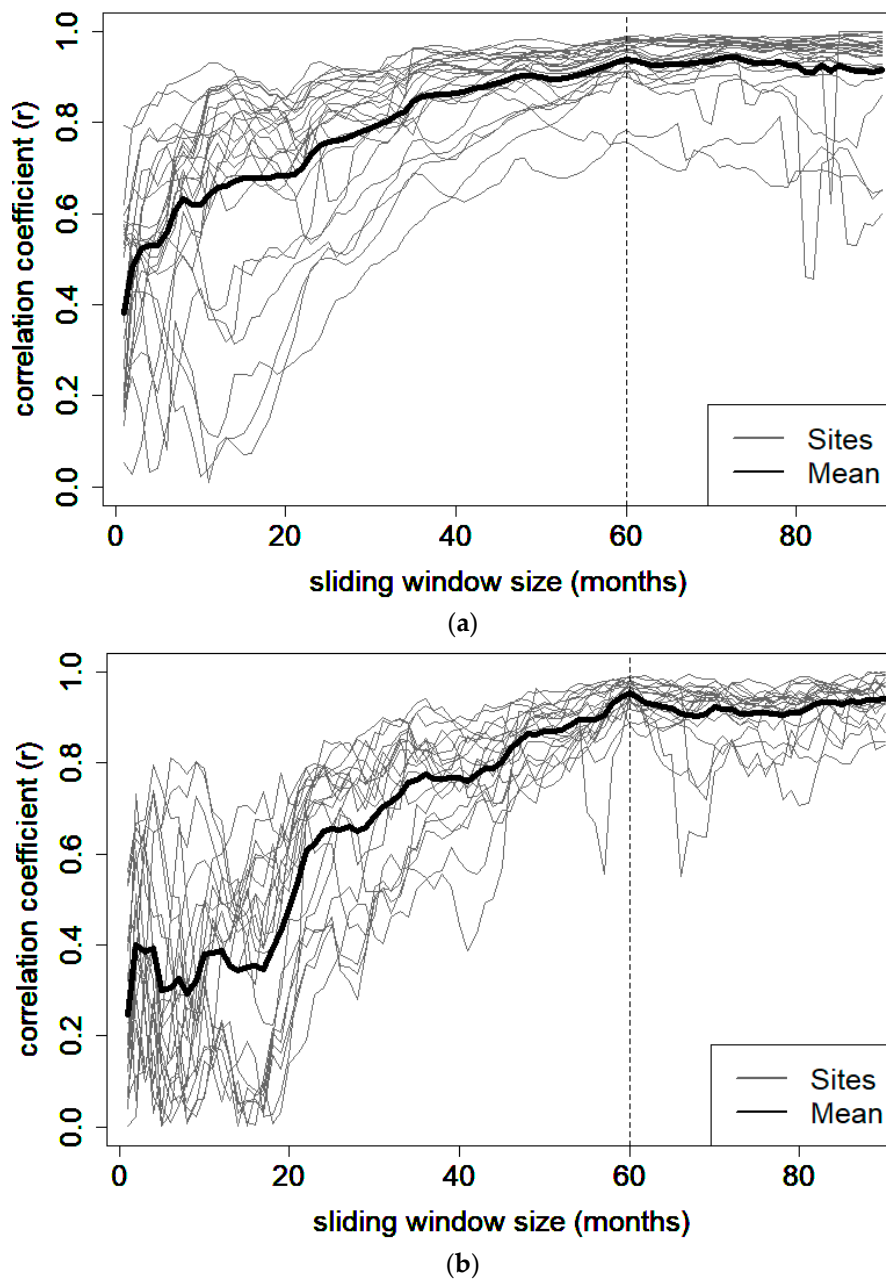 1.0
0.8
0.6
0.4
0.2
0.0
correlation coefficient (r)
0 20 40 60 80
sliding window size (months)
Sites
Mean
(a)
1.0
0.8
0.6
0.4
0.2
0.0
correlation coefficient (r)
0 20 40 60 80
sliding window size (months)
Sites
Mean
(b)